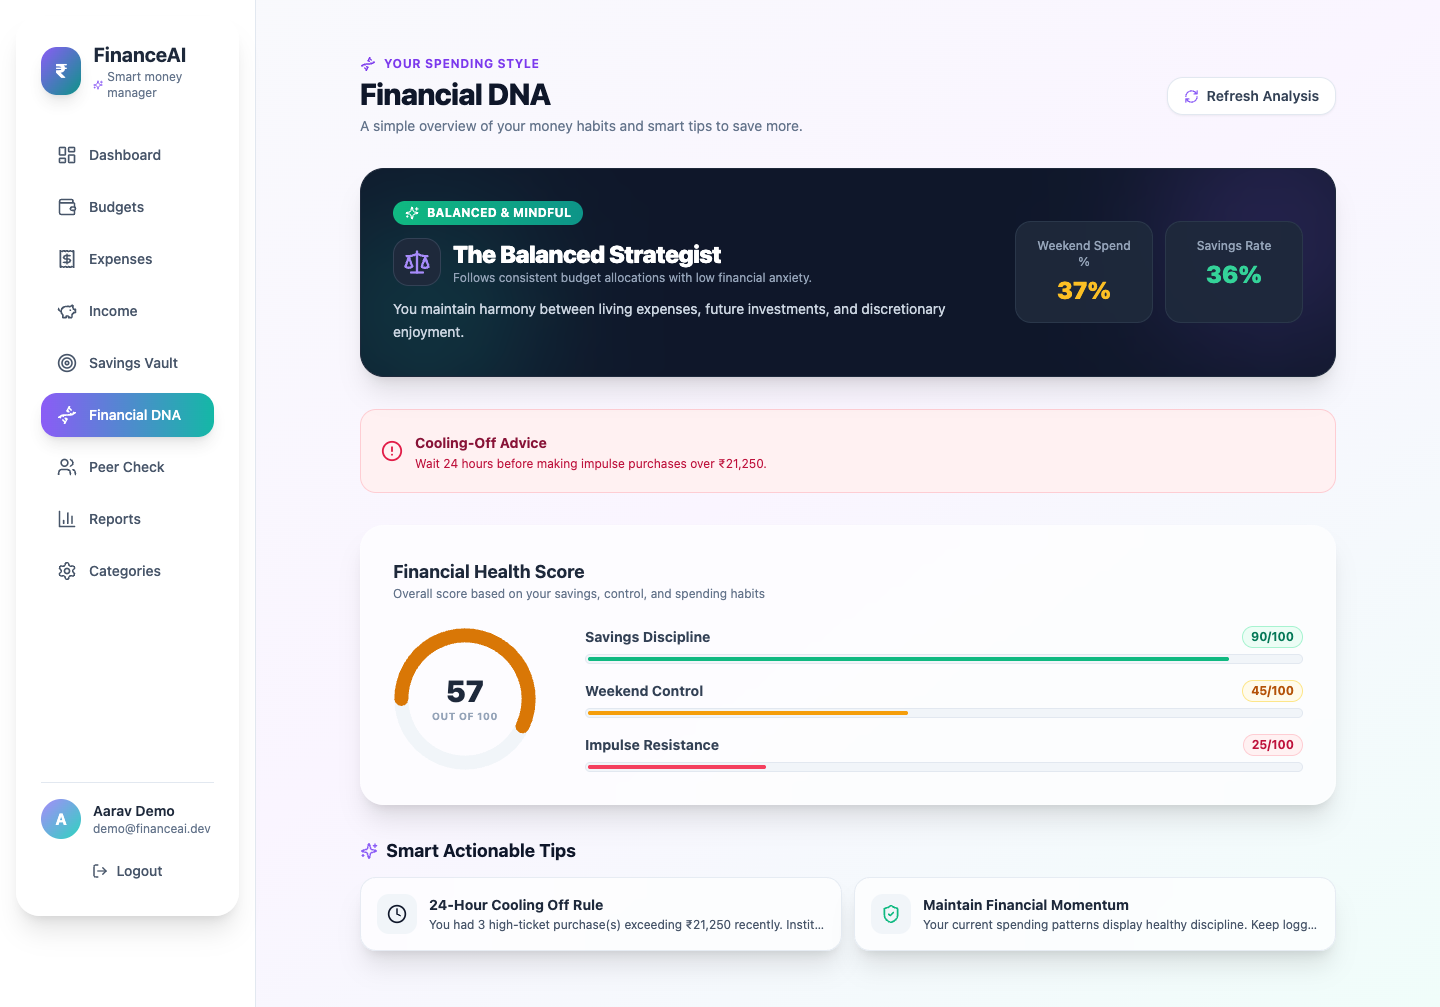 ₹
FinanceAI
Smart money
manager
Dashboard
Budgets
Expenses
Income
Savings Vault
Financial DNA
Peer Check
Reports
Categories
A
Aarav Demo
demo@financeai.dev
Logout
YOUR SPENDING STYLE
Financial DNA
A simple overview of your money habits and smart tips to save more.
Refresh Analysis
BALANCED & MINDFUL
The Balanced Strategist
Follows consistent budget allocations with low financial anxiety.
You maintain harmony between living expenses, future investments, and discretionary
enjoyment.
Weekend Spend
%
37%
Savings Rate
36%
Cooling-Off Advice
Wait 24 hours before making impulse purchases over ₹21,250.
Financial Health Score
Overall score based on your savings, control, and spending habits
57
OUT OF 100
Savings Discipline
90/100
Weekend Control
45/100
Impulse Resistance
25/100
Smart Actionable Tips
24-Hour Cooling Off Rule
You had 3 high-ticket purchase(s) exceeding ₹21,250 recently. Instit...
Maintain Financial Momentum
Your current spending patterns display healthy discipline. Keep logg...